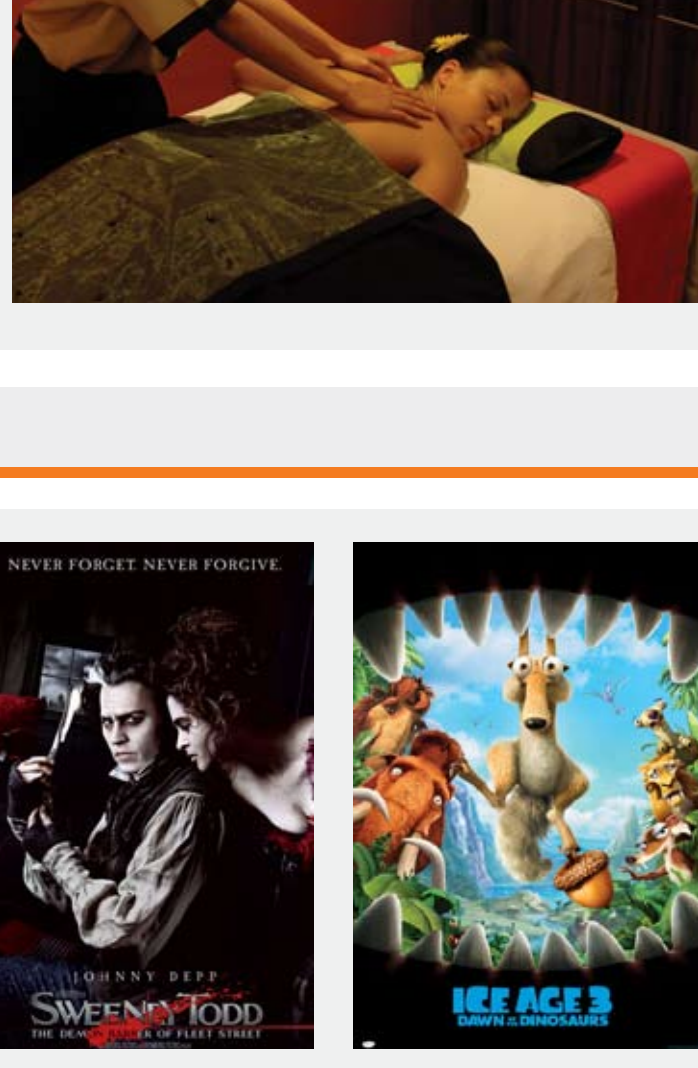 NEVER FORGET. NEVER FORGIVE.
JOHNNY DEPP
SWEENEY TODD
THE DEMON BARBER OF FLEET STREET
ICE AGE 3
DAWN OF THE DINOSAURS